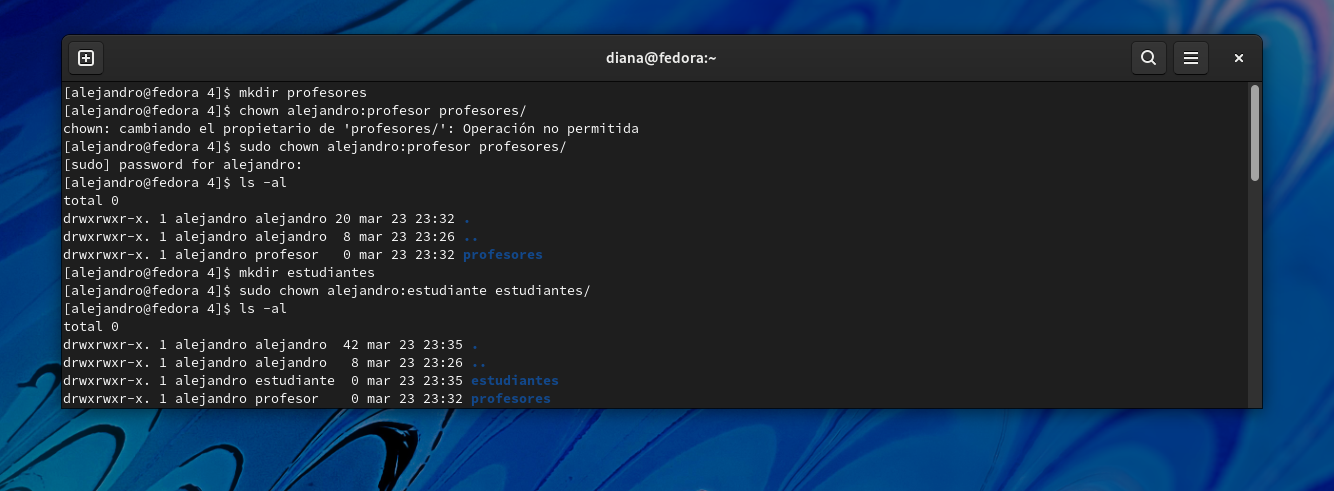 diana@fedora:~
[alejandro@fedora 4]$ mkdir profesores
[alejandro@fedora 4]$ chown alejandro:profesor profesores/
chown: cambiando el propietario de 'profesores/': Operación no permitida
[alejandro@fedora 4]$ sudo chown alejandro:profesor profesores/
[sudo] password for alejandro:
[alejandro@fedora 4]$ ls -al
total 0
drwxrwxr-x. 1 alejandro alejandro 20 mar 23 23:32 .
drwxrwxr-x. 1 alejandro alejandro  8 mar 23 23:26 ..
drwxrwxr-x. 1 alejandro profesor   0 mar 23 23:32 profesores
[alejandro@fedora 4]$ mkdir estudiantes
[alejandro@fedora 4]$ sudo chown alejandro:estudiante estudiantes/
[alejandro@fedora 4]$ ls -al
total 0
drwxrwxr-x. 1 alejandro alejandro  42 mar 23 23:35 .
drwxrwxr-x. 1 alejandro alejandro   8 mar 23 23:26 ..
drwxrwxr-x. 1 alejandro estudiante  0 mar 23 23:35 estudiantes
drwxrwxr-x. 1 alejandro profesor    0 mar 23 23:32 profesores